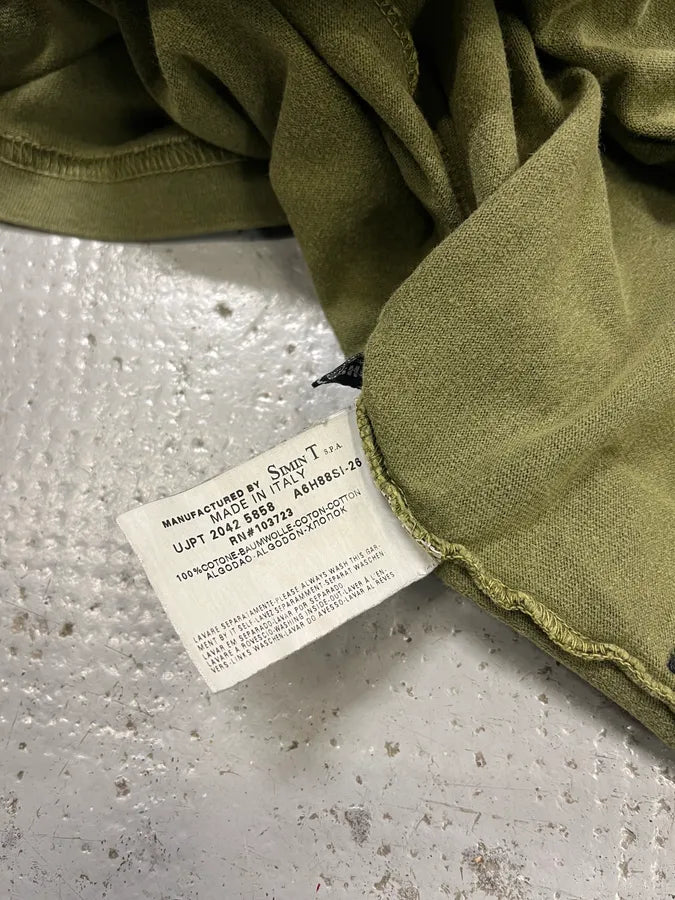 MANUFACTURED BY SIMIN T S.P.A.
MADE IN ITALY
UJPT 2042 5858 A6H88SI-26
RN#103723
100%COTONE-BAUMWOLLE-COTON-COTTON
ALGODAO-ALGODON-ХЛОПОК
LAVARE SEPARATAMENTE-PLEASE ALWAYS WASH THIS GAR-
MENT BY IT SELF-LAVEZ SEPARAMMENT-SEPARAT WASCHEN
LAVAR EM SEPARADO-LAVAR POR SEPARADO
LAVARE A ROVESCIO-WASHING INSIDE-OUT-LAVER À L'EN-
VERS-LINKS WASCHEN-LAVAR DO AVESSO-LAVAR AL REVES